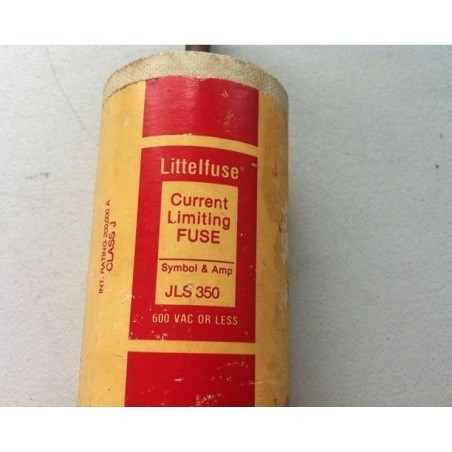 Littelfuse®
Current
Limiting
FUSE
Symbol & Amp
JLS 350
600 VAC OR LESS
INT. RATING 200,000 A
CLASS J